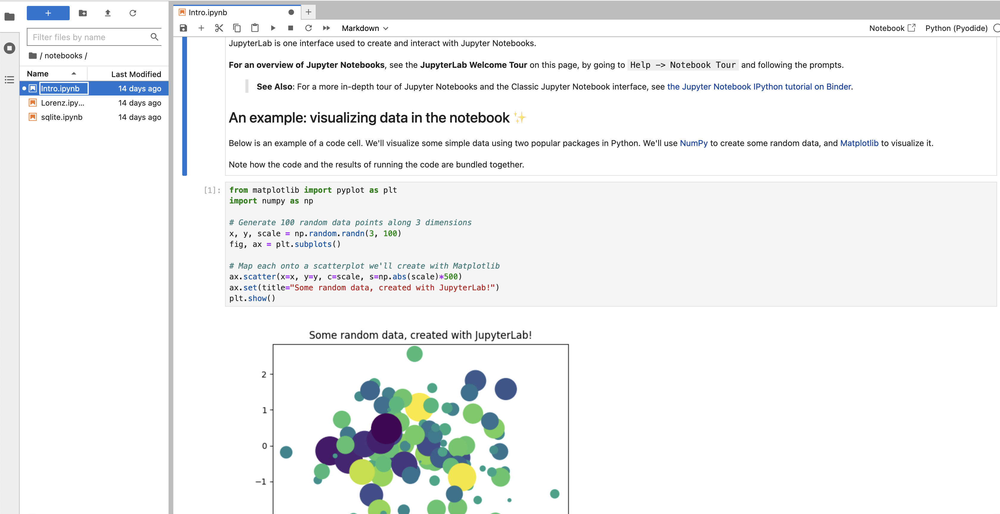 Intro.ipynb
Markdown
Notebook
Python (Pyodide)
Filter files by name
/ notebooks /
Name
Last Modified
Intro.ipynb 14 days ago
Lorenz.ipy... 14 days ago
sqlite.ipynb 14 days ago
JupyterLab is one interface used to create and interact with Jupyter Notebooks.
For an overview of Jupyter Notebooks, see the JupyterLab Welcome Tour on this page, by going to Help —> Notebook Tour and following the prompts.
See Also: For a more in-depth tour of Jupyter Notebooks and the Classic Jupyter Notebook interface, see the Jupyter Notebook IPython tutorial on Binder.
An example: visualizing data in the notebook ✨
Below is an example of a code cell. We'll visualize some simple data using two popular packages in Python. We'll use NumPy to create some random data, and Matplotlib to visualize it.
Note how the code and the results of running the code are bundled together.
[1]:
from matplotlib import pyplot as plt
import numpy as np
# Generate 100 random data points along 3 dimensions
x, y, scale = np.random.randn(3, 100)
fig, ax = plt.subplots()
# Map each onto a scatterplot we'll create with Matplotlib
ax.scatter(x=x, y=y, c=scale, s=np.abs(scale)*500)
ax.set(title="Some random data, created with JupyterLab!")
plt.show()
Some random data, created with JupyterLab!
2
1
0
−1